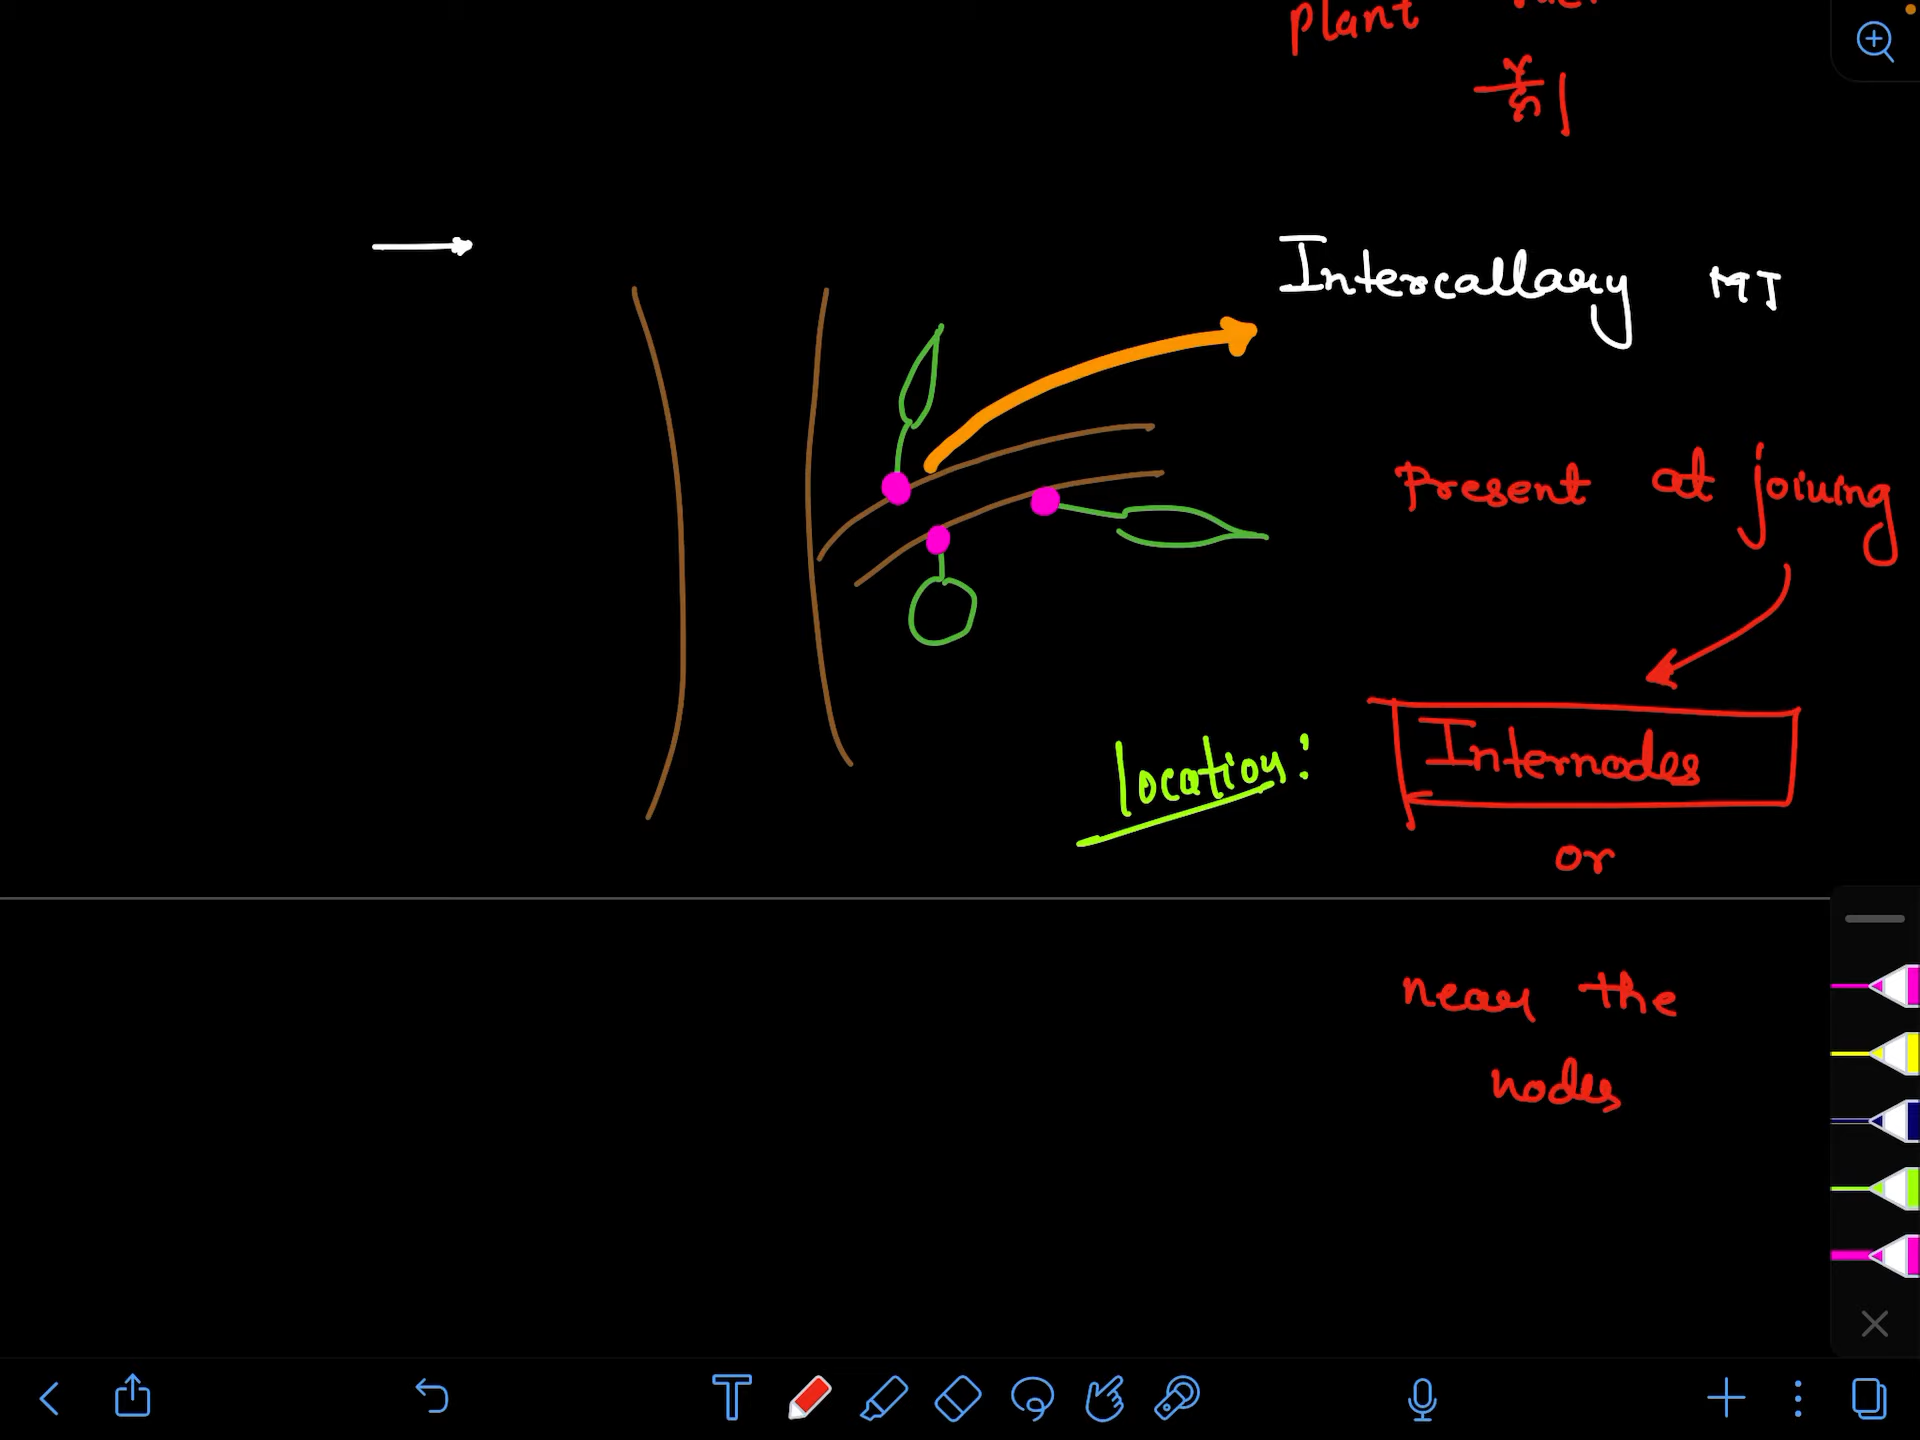 plant
Intercallary MT
Present at joining
Internodes
location:
or
near the
nodes